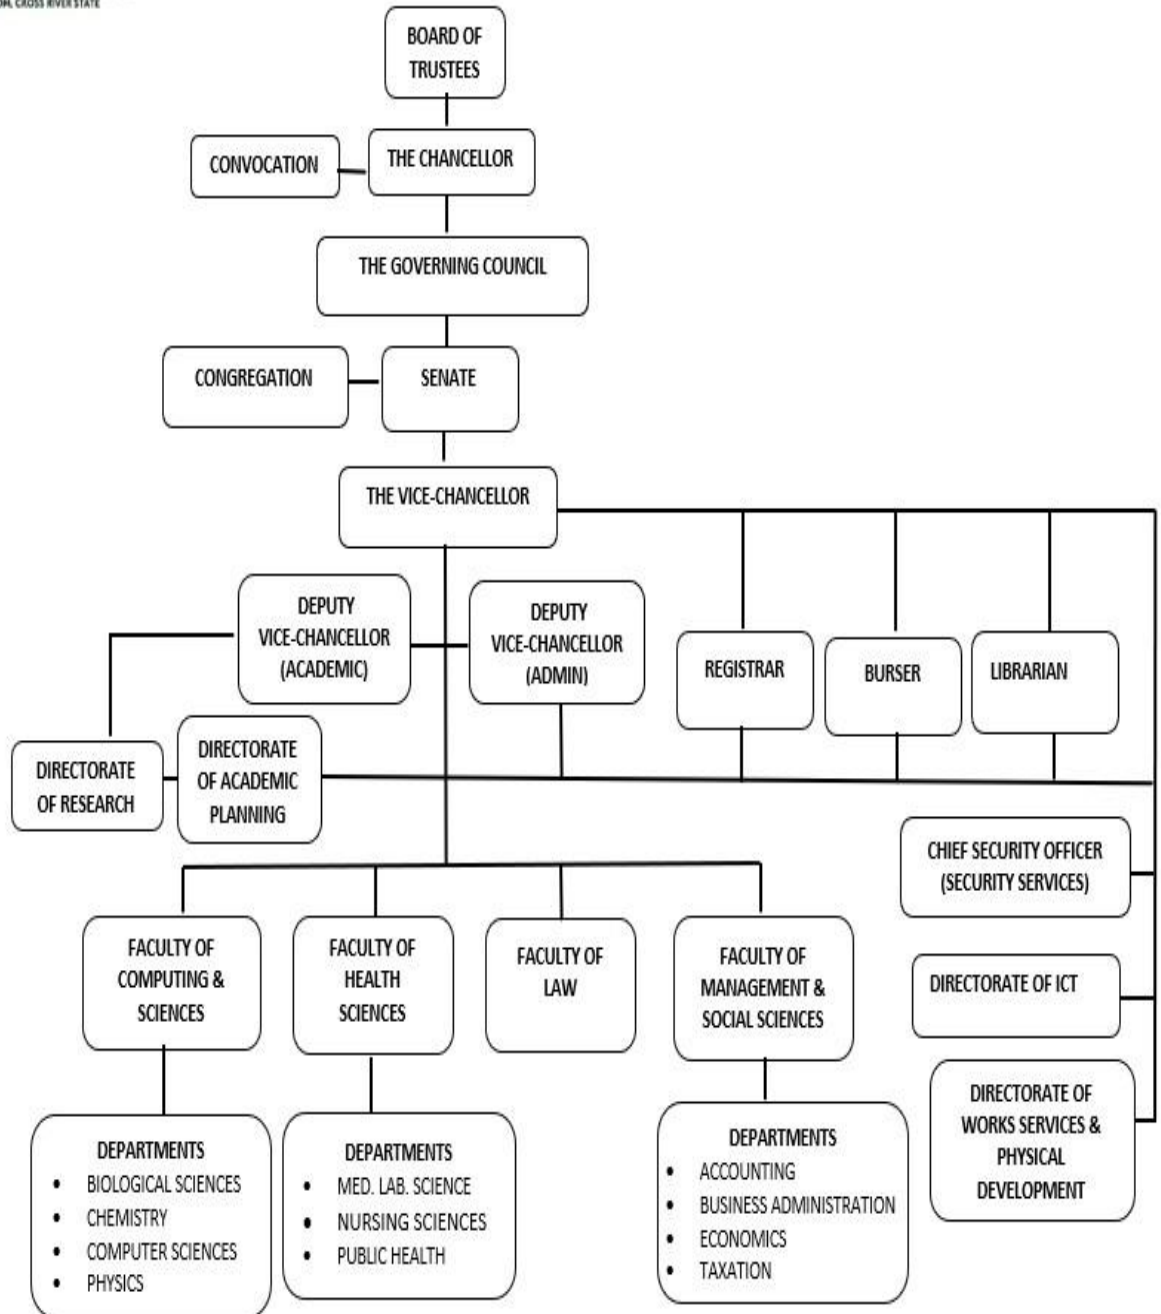 CROSS RIVER STATE
BOARD OF
TRUSTEES
CONVOCATION
THE CHANCELLOR
THE GOVERNING COUNCIL
CONGREGATION
SENATE
THE VICE-CHANCELLOR
DEPUTY
VICE-CHANCELLOR
(ACADEMIC)
DEPUTY
VICE-CHANCELLOR
(ADMIN)
REGISTRAR
BURSER
LIBRARIAN
DIRECTORATE
OF RESEARCH
DIRECTORATE
OF ACADEMIC
PLANNING
CHIEF SECURITY OFFICER
(SECURITY SERVICES)
FACULTY OF
COMPUTING &
SCIENCES
FACULTY OF
HEALTH
SCIENCES
FACULTY OF
LAW
FACULTY OF
MANAGEMENT &
SOCIAL SCIENCES
DIRECTORATE OF ICT
DIRECTORATE OF
WORKS SERVICES &
PHYSICAL
DEVELOPMENT
DEPARTMENTS
• BIOLOGICAL SCIENCES
• CHEMISTRY
• COMPUTER SCIENCES
• PHYSICS
DEPARTMENTS
• MED. LAB. SCIENCE
• NURSING SCIENCES
• PUBLIC HEALTH
DEPARTMENTS
• ACCOUNTING
• BUSINESS ADMINISTRATION
• ECONOMICS
• TAXATION